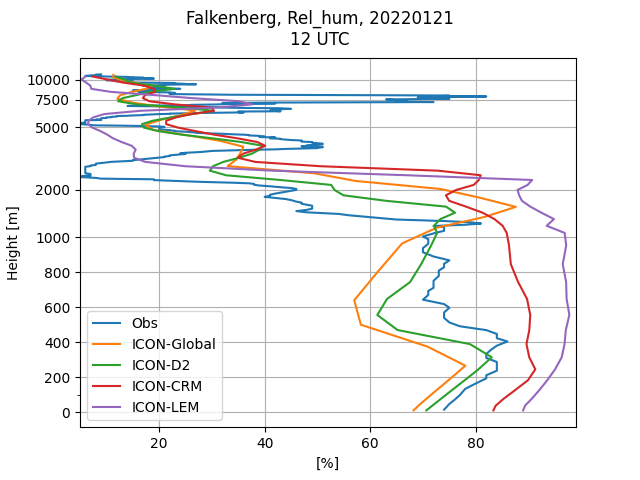 Falkenberg, Rel_hum, 20220121
12 UTC
Height [m]
10000
7500
5000
2000
1000
800
600
400
200
0
Obs
ICON-Global
ICON-D2
ICON-CRM
ICON-LEM
20
40
60
80
[%]